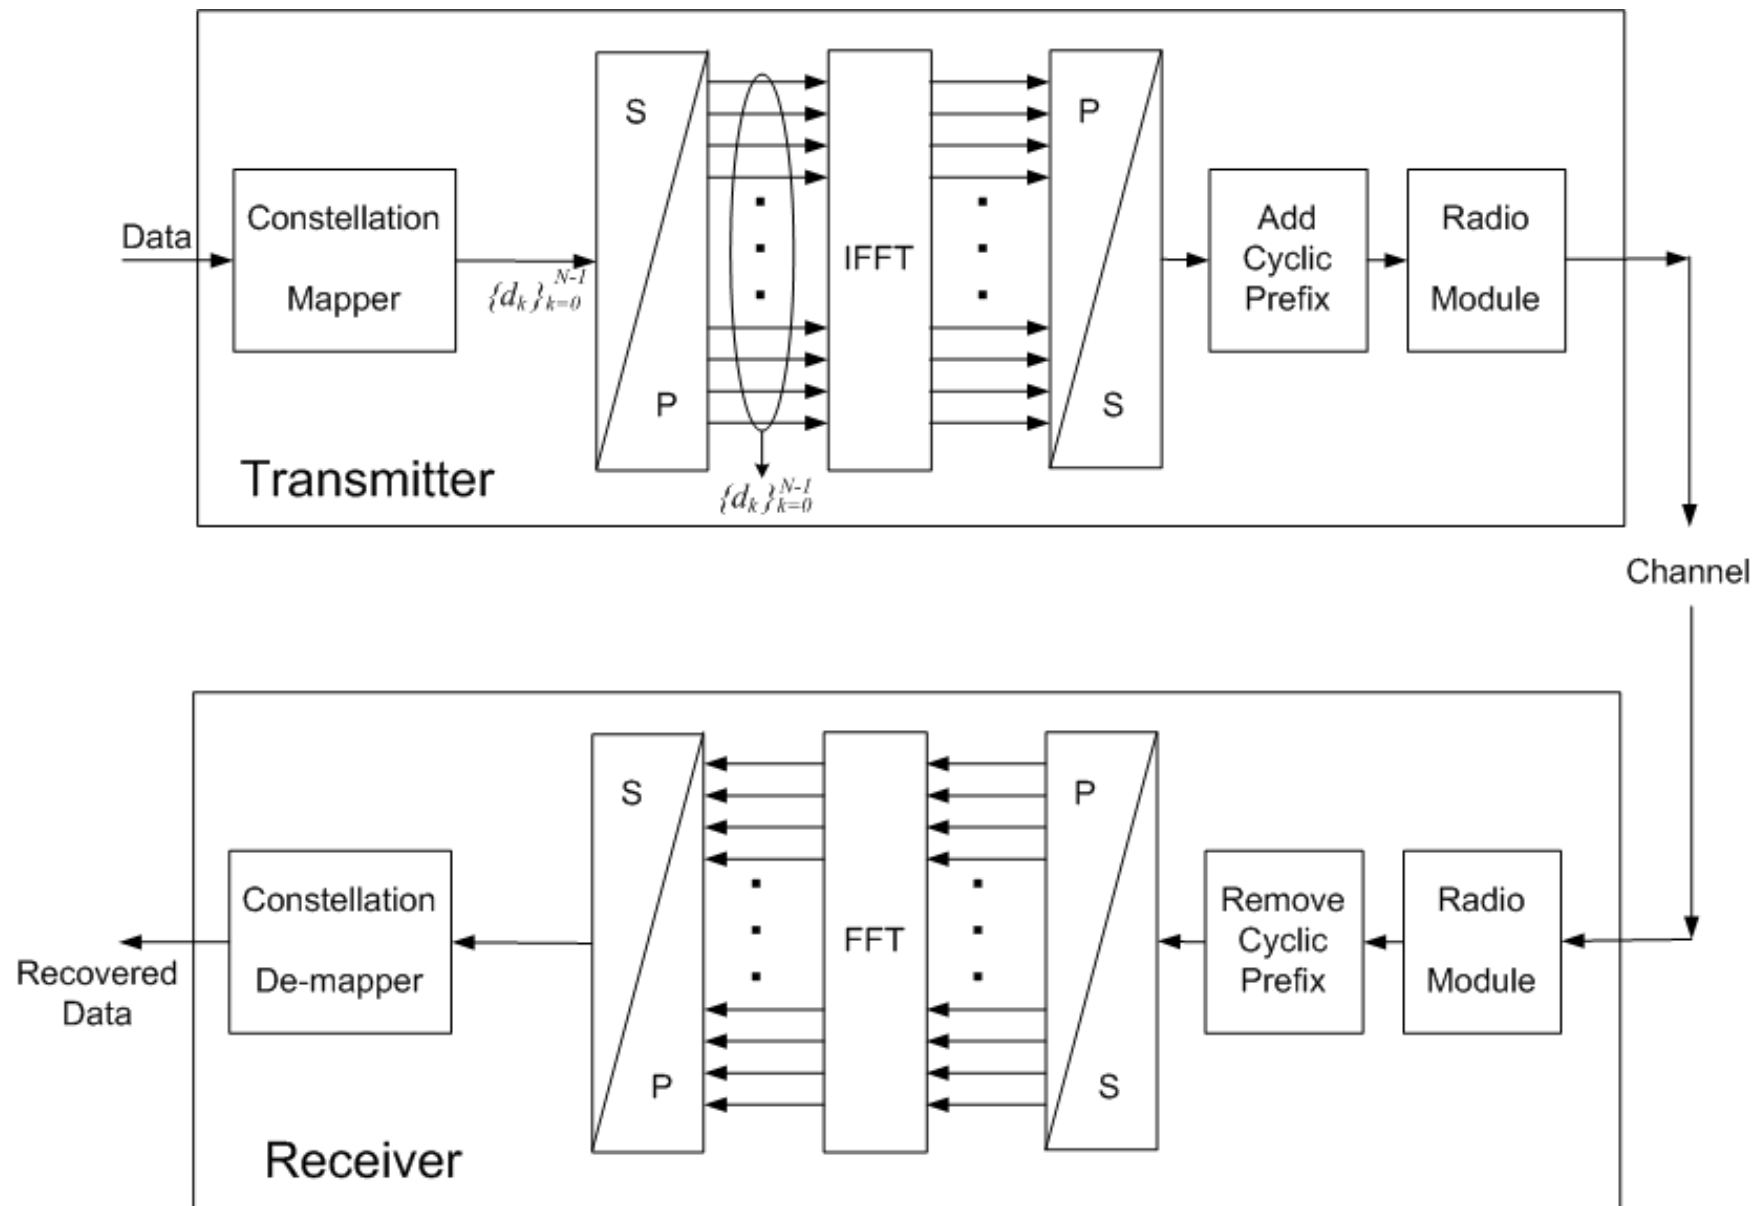 Data
Constellation
Mapper
{d_k}_{k=0}^{N-1}
S
P
{d_k}_{k=0}^{N-1}
IFFT
P
S
Add
Cyclic
Prefix
Radio
Module
Transmitter
Channel
Recovered
Data
Constellation
De-mapper
S
P
FFT
P
S
Remove
Cyclic
Prefix
Radio
Module
Receiver